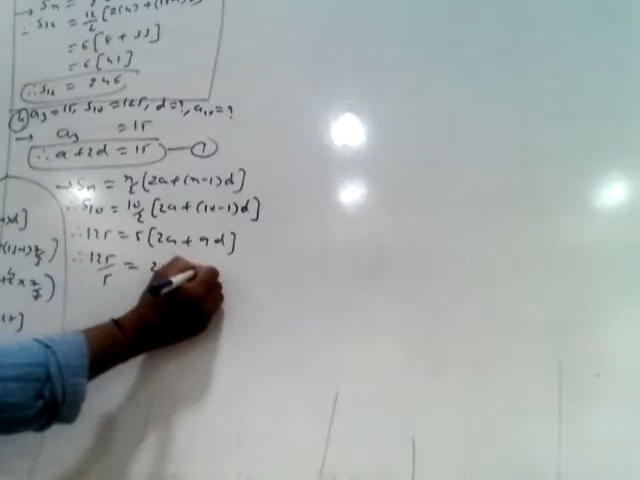 ∴ S12 = 12/2 [2(4) + (12-1)
= 6[8 + 33]
= 6[41]
∴ S12 = 246
④ a3 = 15, S10 = 125, d = ?, a10 = ?
→ a3 = 15
∴ a + 2d = 15 — ①
→ Sn = n/2 [2a + (n-1)d]
∴ S10 = 10/2 [2a + (10-1)d]
∴ 125 = 5 [2a + 9d]
∴ 125/5 = 2